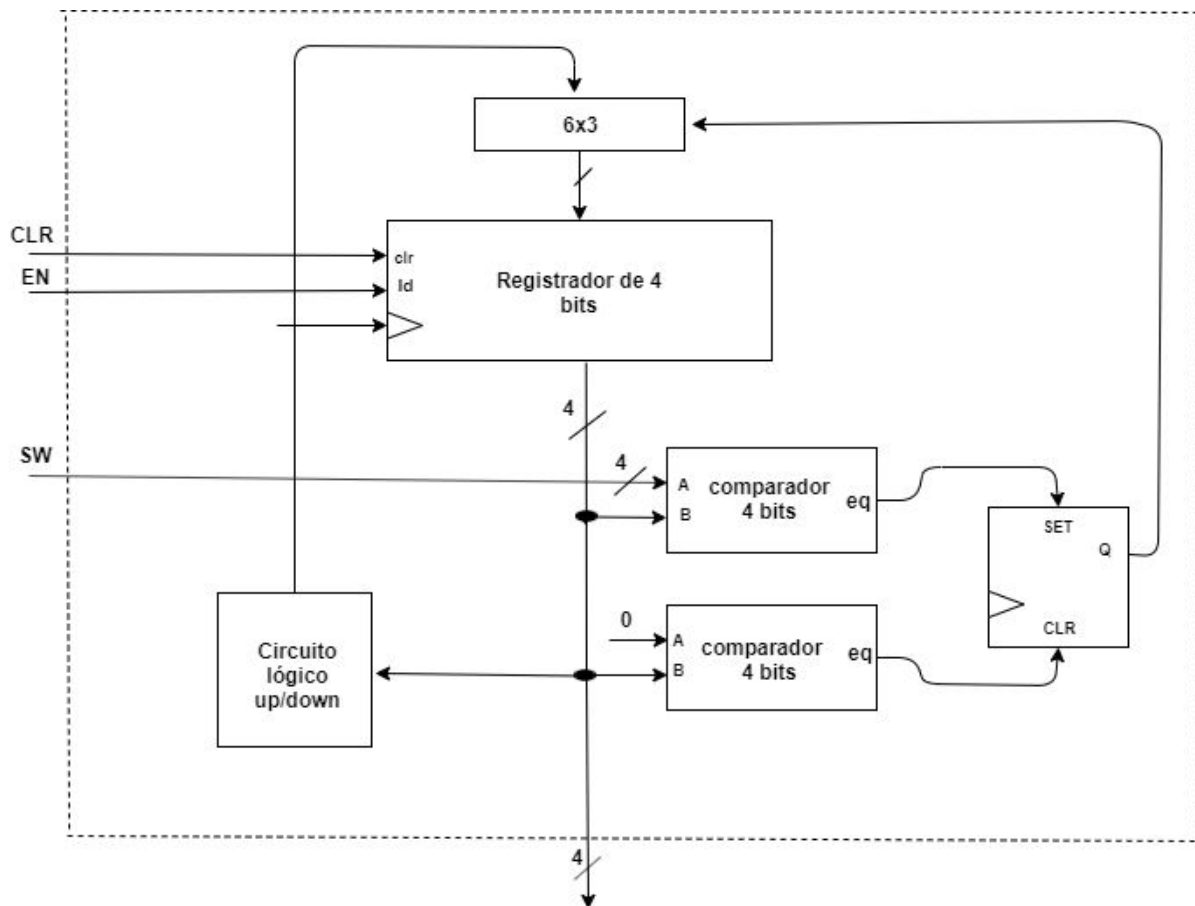 6x3
CLR
clr
EN
ld
Registrador de 4
bits
4
SW
4
A
B
comparador
4 bits
eq
SET
Q
CLR
0
A
B
comparador
4 bits
eq
Circuito
lógico
up/down
4